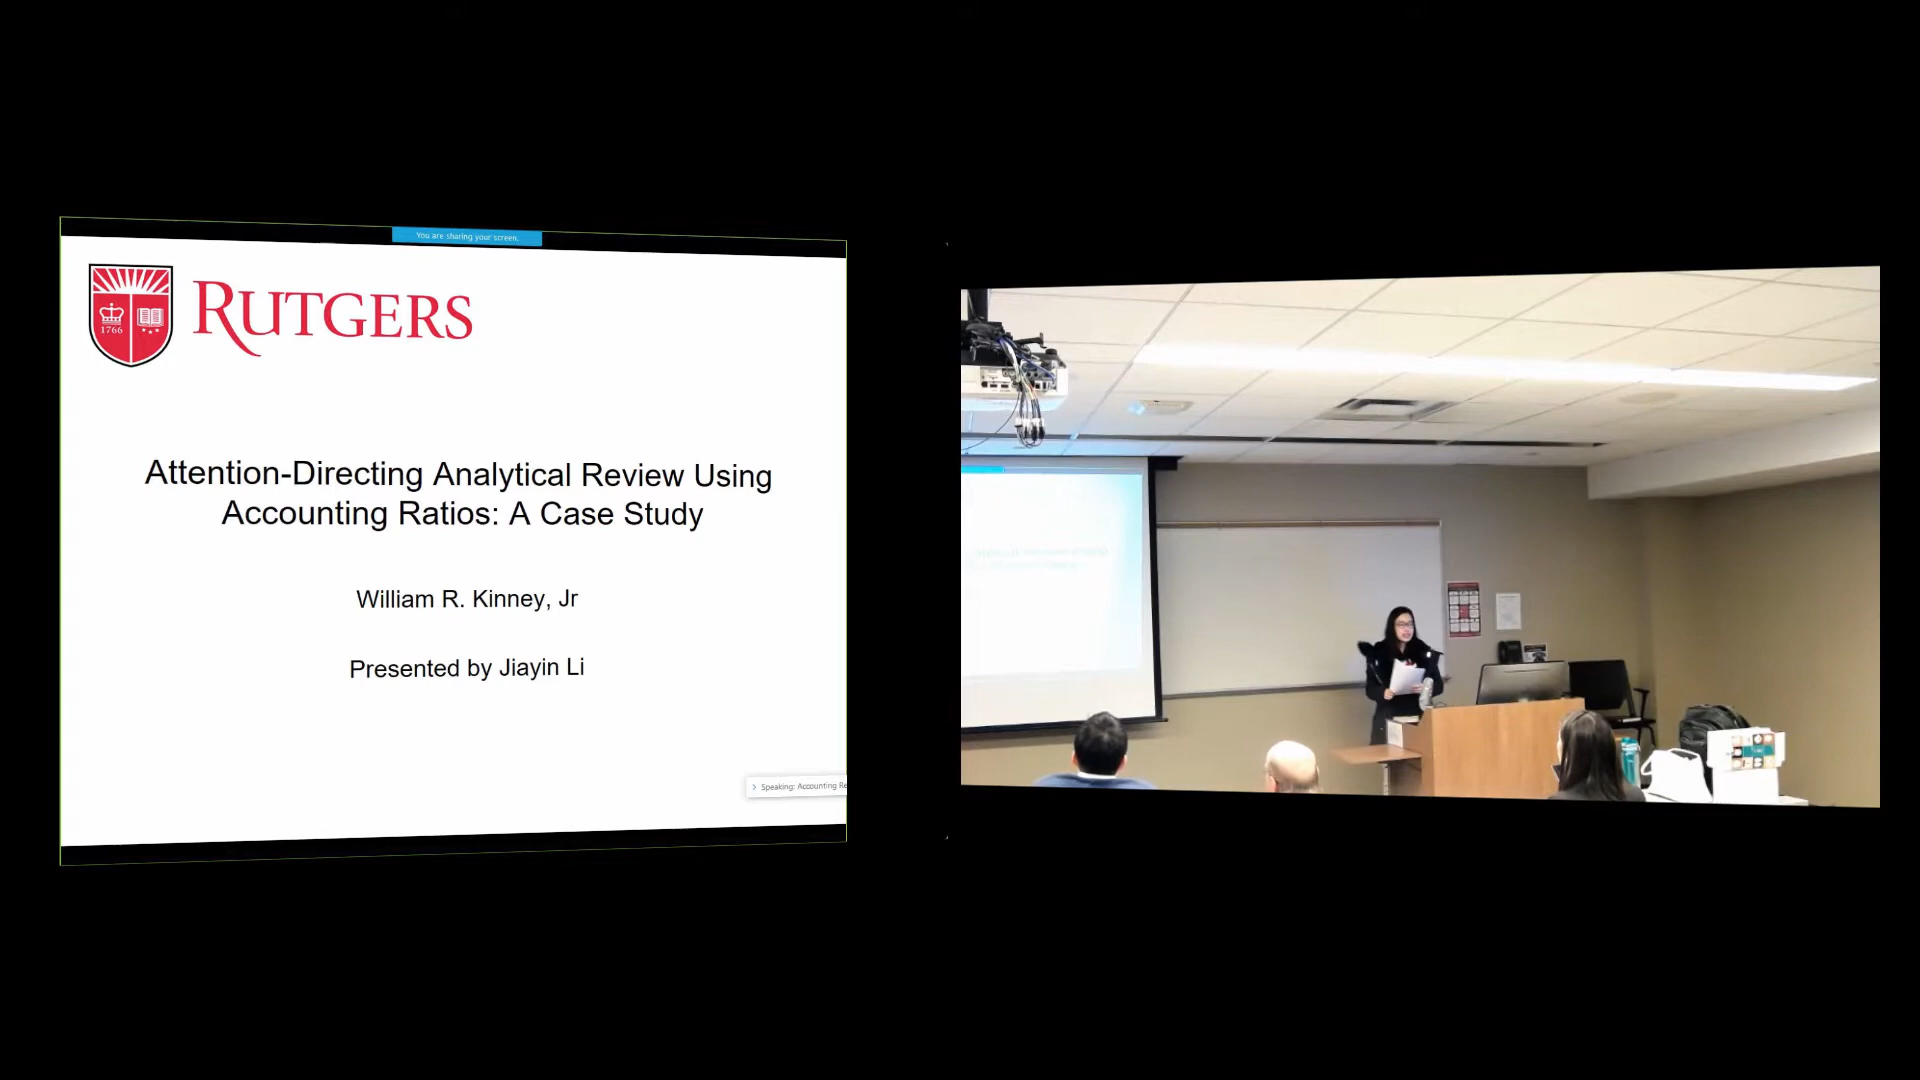 You are sharing your screen.
1766
RUTGERS
Attention-Directing Analytical Review Using
Accounting Ratios: A Case Study
William R. Kinney, Jr
Presented by Jiayin Li
Speaking: Accounting Re